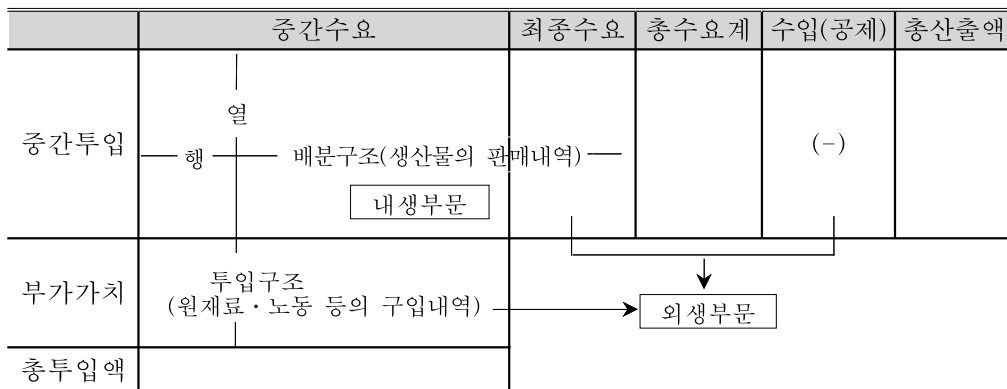 중간수요 최종수요 총수요계 수입(공제) 총산출액
열
중간투입 행 배분구조(생산물의 판매내역) (-)
내생부문
부가가치 투입구조
(원재료·노동 등의 구입내역) 외생부문
총투입액